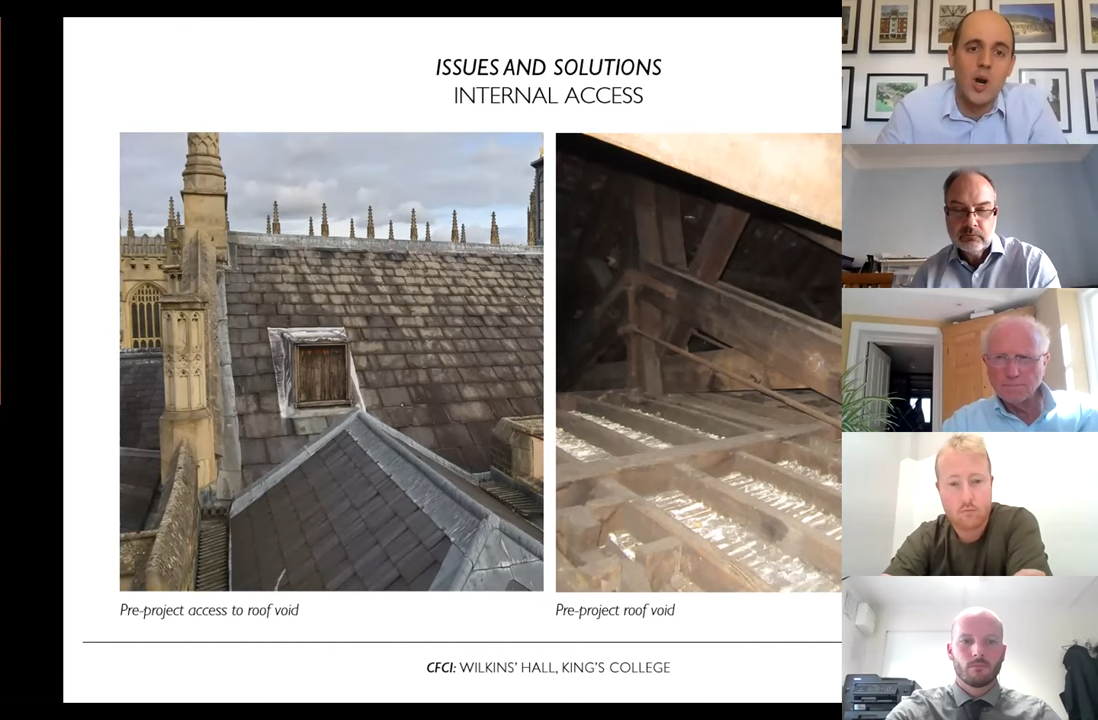 ISSUES AND SOLUTIONS
INTERNAL ACCESS
Pre-project access to roof void
Pre-project roof void
CFCI: WILKINS' HALL, KING'S COLLEGE